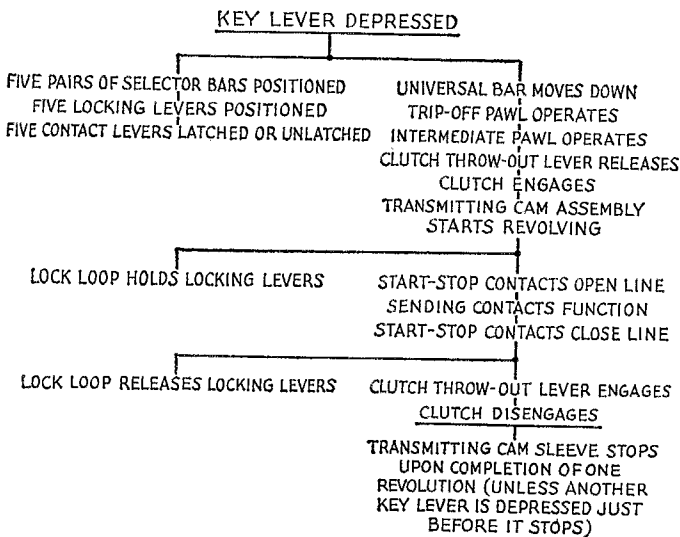 KEY LEVER DEPRESSED
FIVE PAIRS OF SELECTOR BARS POSITIONED
FIVE LOCKING LEVERS POSITIONED
FIVE CONTACT LEVERS LATCHED OR UNLATCHED
UNIVERSAL BAR MOVES DOWN
TRIP-OFF PAWL OPERATES
INTERMEDIATE PAWL OPERATES
CLUTCH THROW-OUT LEVER RELEASES
CLUTCH ENGAGES
TRANSMITTING CAM ASSEMBLY
STARTS REVOLVING
LOCK LOOP HOLDS LOCKING LEVERS
START-STOP CONTACTS OPEN LINE
SENDING CONTACTS FUNCTION
START-STOP CONTACTS CLOSE LINE
LOCK LOOP RELEASES LOCKING LEVERS
CLUTCH THROW-OUT LEVER ENGAGES
CLUTCH DISENGAGES
TRANSMITTING CAM SLEEVE STOPS
UPON COMPLETION OF ONE
REVOLUTION (UNLESS ANOTHER
KEY LEVER IS DEPRESSED JUST
BEFORE IT STOPS)